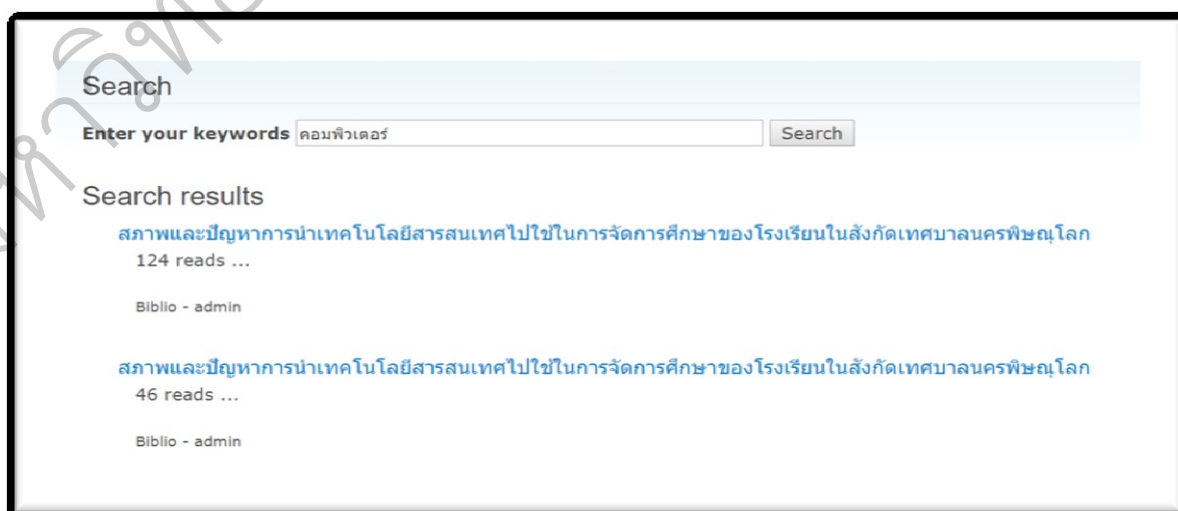 Search
Enter your keywords คอมพิวเตอร์ Search
Search results
สภาพและปัญหาการนำเทคโนโลยีสารสนเทศไปใช้ในการจัดการศึกษาของโรงเรียนในสังกัดเทศบาลนครพิษณุโลก
124 reads ...
Biblio - admin
สภาพและปัญหาการนำเทคโนโลยีสารสนเทศไปใช้ในการจัดการศึกษาของโรงเรียนในสังกัดเทศบาลนครพิษณุโลก
46 reads ...
Biblio - admin